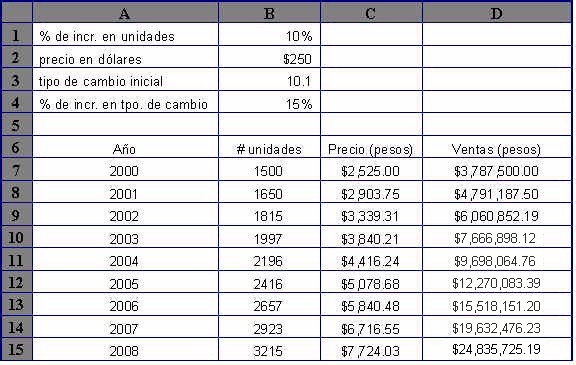 A B C D
1 % de incr. en unidades 10%
2 precio en dólares $250
3 tipo de cambio inicial 10.1
4 % de incr. en tpo. de cambio 15%
5
6 Año # unidades Precio (pesos) Ventas (pesos)
7 2000 1500 $2,525.00 $3,787,500.00
8 2001 1650 $2,903.75 $4,791,187.50
9 2002 1815 $3,339.31 $6,060,852.19
10 2003 1997 $3,840.21 $7,666,898.12
11 2004 2196 $4,416.24 $9,698,064.76
12 2005 2416 $5,078.68 $12,270,083.39
13 2006 2657 $5,840.48 $15,518,151.20
14 2007 2923 $6,716.55 $19,632,476.23
15 2008 3215 $7,724.03 $24,835,725.19